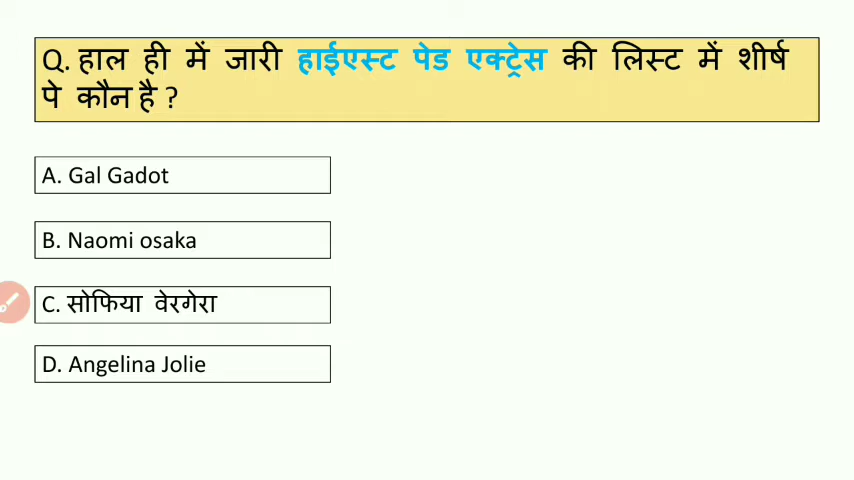 Q. हाल ही में जारी हाईएस्ट पेड एक्ट्रेस की लिस्ट में शीर्ष
पे कौन है ?
A. Gal Gadot
B. Naomi osaka
C. सोफिया वेरगेरा
D. Angelina Jolie